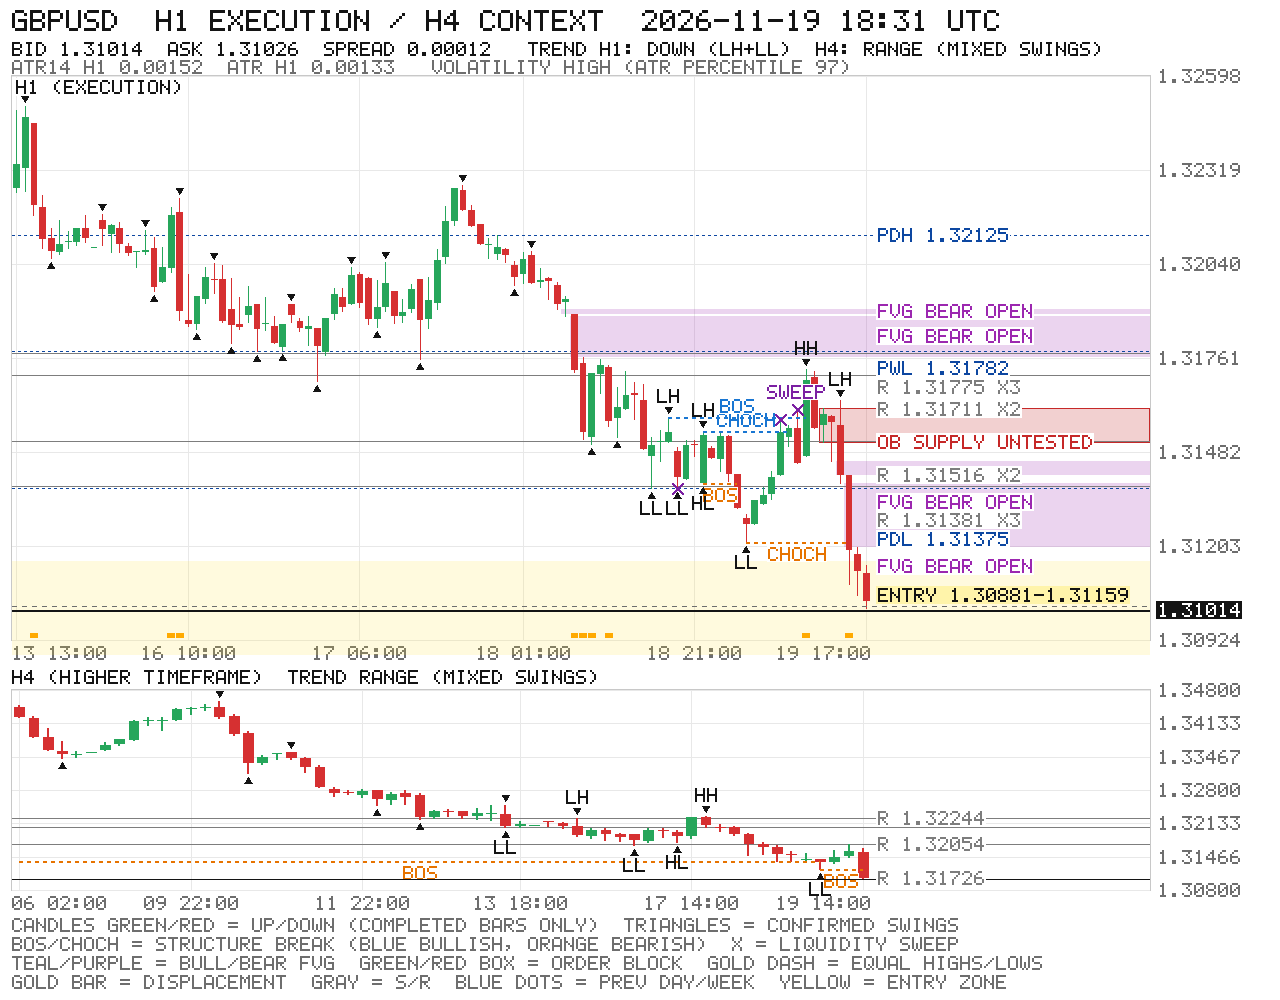 GBPUSD  H1 EXECUTION / H4 CONTEXT  2026-11-19 18:31 UTC
BID 1.31014  ASK 1.31026  SPREAD 0.00012  TREND H1: DOWN (LH+LL)  H4: RANGE (MIXED SWINGS)
ATR14 H1 0.00152  ATR H1 0.00133  VOLATILITY HIGH (ATR PERCENTILE 97)
1.32598
H1 (EXECUTION)
1.32319
PDH 1.32125
1.32040
FVG BEAR OPEN
FVG BEAR OPEN
HH
1.31761
PWL 1.31782
LH
R 1.31775 X3
SWEEP
LH
LH
BOS
R 1.31711 X2
CHOCH
OB SUPPLY UNTESTED
1.31482
R 1.31516 X2
BOS
FVG BEAR OPEN
LL
LL
HL
R 1.31381 X3
PDL 1.31375
1.31203
CHOCH
LL
FVG BEAR OPEN
ENTRY 1.30881-1.31159
1.31014
1.30924
13 13:00
16 10:00
17 06:00
18 01:00
18 21:00
19 17:00
H4 (HIGHER TIMEFRAME)  TREND RANGE (MIXED SWINGS)
1.34800
1.34133
1.33467
1.32800
LH
HH
R 1.32244
1.32133
LL
R 1.32054
1.31466
LL
HL
BOS
R 1.31726
BOS
LL
1.30800
06 02:00
09 22:00
11 22:00
13 18:00
17 14:00
19 14:00
CANDLES GREEN/RED = UP/DOWN (COMPLETED BARS ONLY)  TRIANGLES = CONFIRMED SWINGS
BOS/CHOCH = STRUCTURE BREAK (BLUE BULLISH, ORANGE BEARISH)  X = LIQUIDITY SWEEP
TEAL/PURPLE = BULL/BEAR FVG  GREEN/RED BOX = ORDER BLOCK  GOLD DASH = EQUAL HIGHS/LOWS
GOLD BAR = DISPLACEMENT  GRAY = S/R  BLUE DOTS = PREV DAY/WEEK  YELLOW = ENTRY ZONE